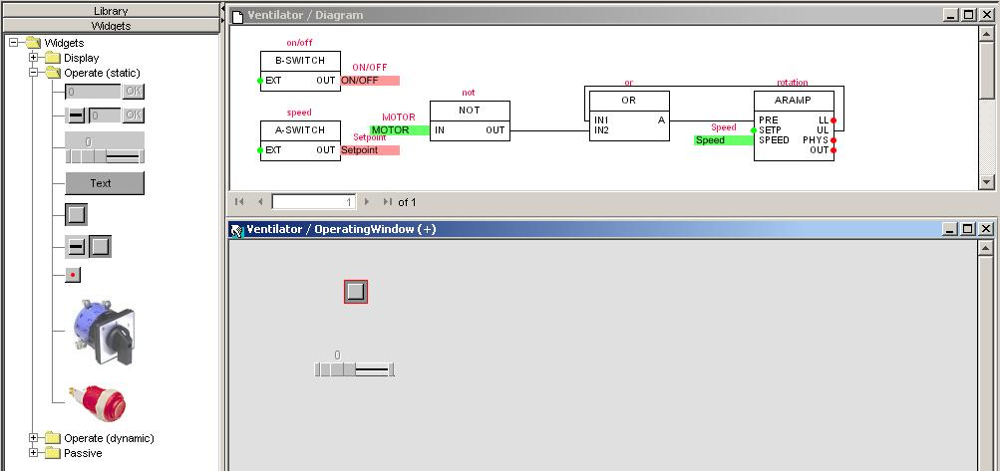 Library
Widgets
Widgets
Display
Operate (static)
0 OK
0 OK
0
Text
Operate (dynamic)
Passive
Ventilator / Diagram
on/off
B-SWITCH
EXT OUT
ON/OFF
ON/OFF
speed
A-SWITCH
EXT OUT
Setpoint
Setpoint
MOTOR
MOTOR
not
NOT
IN OUT
or
OR
IN1 A
IN2
Speed
Speed
rotation
ARAMP
PRE LL
SETP UL
SPEED PHYS
OUT
1 of 1
Ventilator / OperatingWindow (+)
0